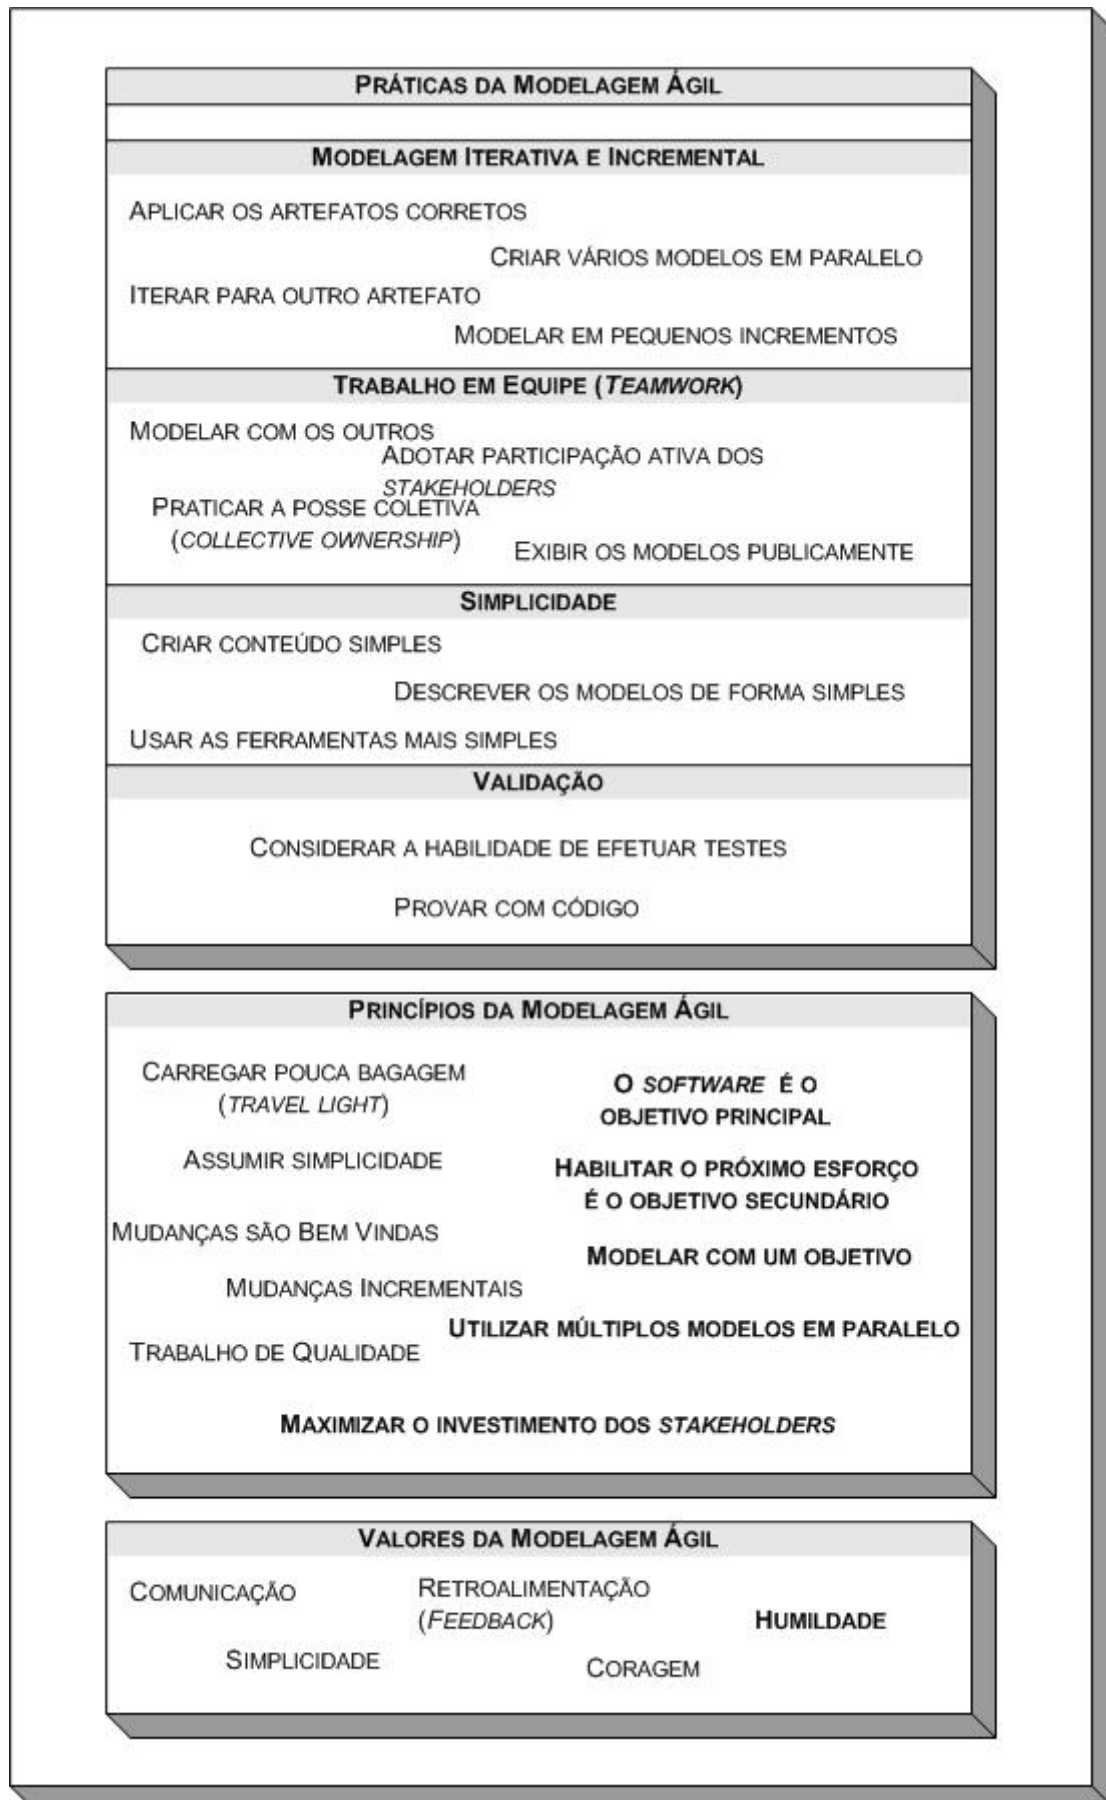 PRÁTICAS DA MODELAGEM ÁGIL
MODELAGEM ITERATIVA E INCREMENTAL
APLICAR OS ARTEFATOS CORRETOS
CRIAR VÁRIOS MODELOS EM PARALELO
ITERAR PARA OUTRO ARTEFATO
MODELAR EM PEQUENOS INCREMENTOS
TRABALHO EM EQUIPE (TEAMWORK)
MODELAR COM OS OUTROS
ADOTAR PARTICIPAÇÃO ATIVA DOS
STAKEHOLDERS
PRATICAR A POSSE COLETIVA
(COLLECTIVE OWNERSHIP)
EXIBIR OS MODELOS PUBLICAMENTE
SIMPLICIDADE
CRIAR CONTEÚDO SIMPLES
DESCREVER OS MODELOS DE FORMA SIMPLES
USAR AS FERRAMENTAS MAIS SIMPLES
VALIDAÇÃO
CONSIDERAR A HABILIDADE DE EFETUAR TESTES
PROVAR COM CÓDIGO
PRINCÍPIOS DA MODELAGEM ÁGIL
CARREGAR POUCA BAGAGEM
(TRAVEL LIGHT)
O SOFTWARE É O
OBJETIVO PRINCIPAL
ASSUMIR SIMPLICIDADE
HABILITAR O PRÓXIMO ESFORÇO
É O OBJETIVO SECUNDÁRIO
MUDANÇAS SÃO BEM VINDAS
MODELAR COM UM OBJETIVO
MUDANÇAS INCREMENTAIS
UTILIZAR MÚLTIPLOS MODELOS EM PARALELO
TRABALHO DE QUALIDADE
MAXIMIZAR O INVESTIMENTO DOS STAKEHOLDERS
VALORES DA MODELAGEM ÁGIL
COMUNICAÇÃO
RETROALIMENTAÇÃO
(FEEDBACK)
HUMILDADE
SIMPLICIDADE
CORAGEM